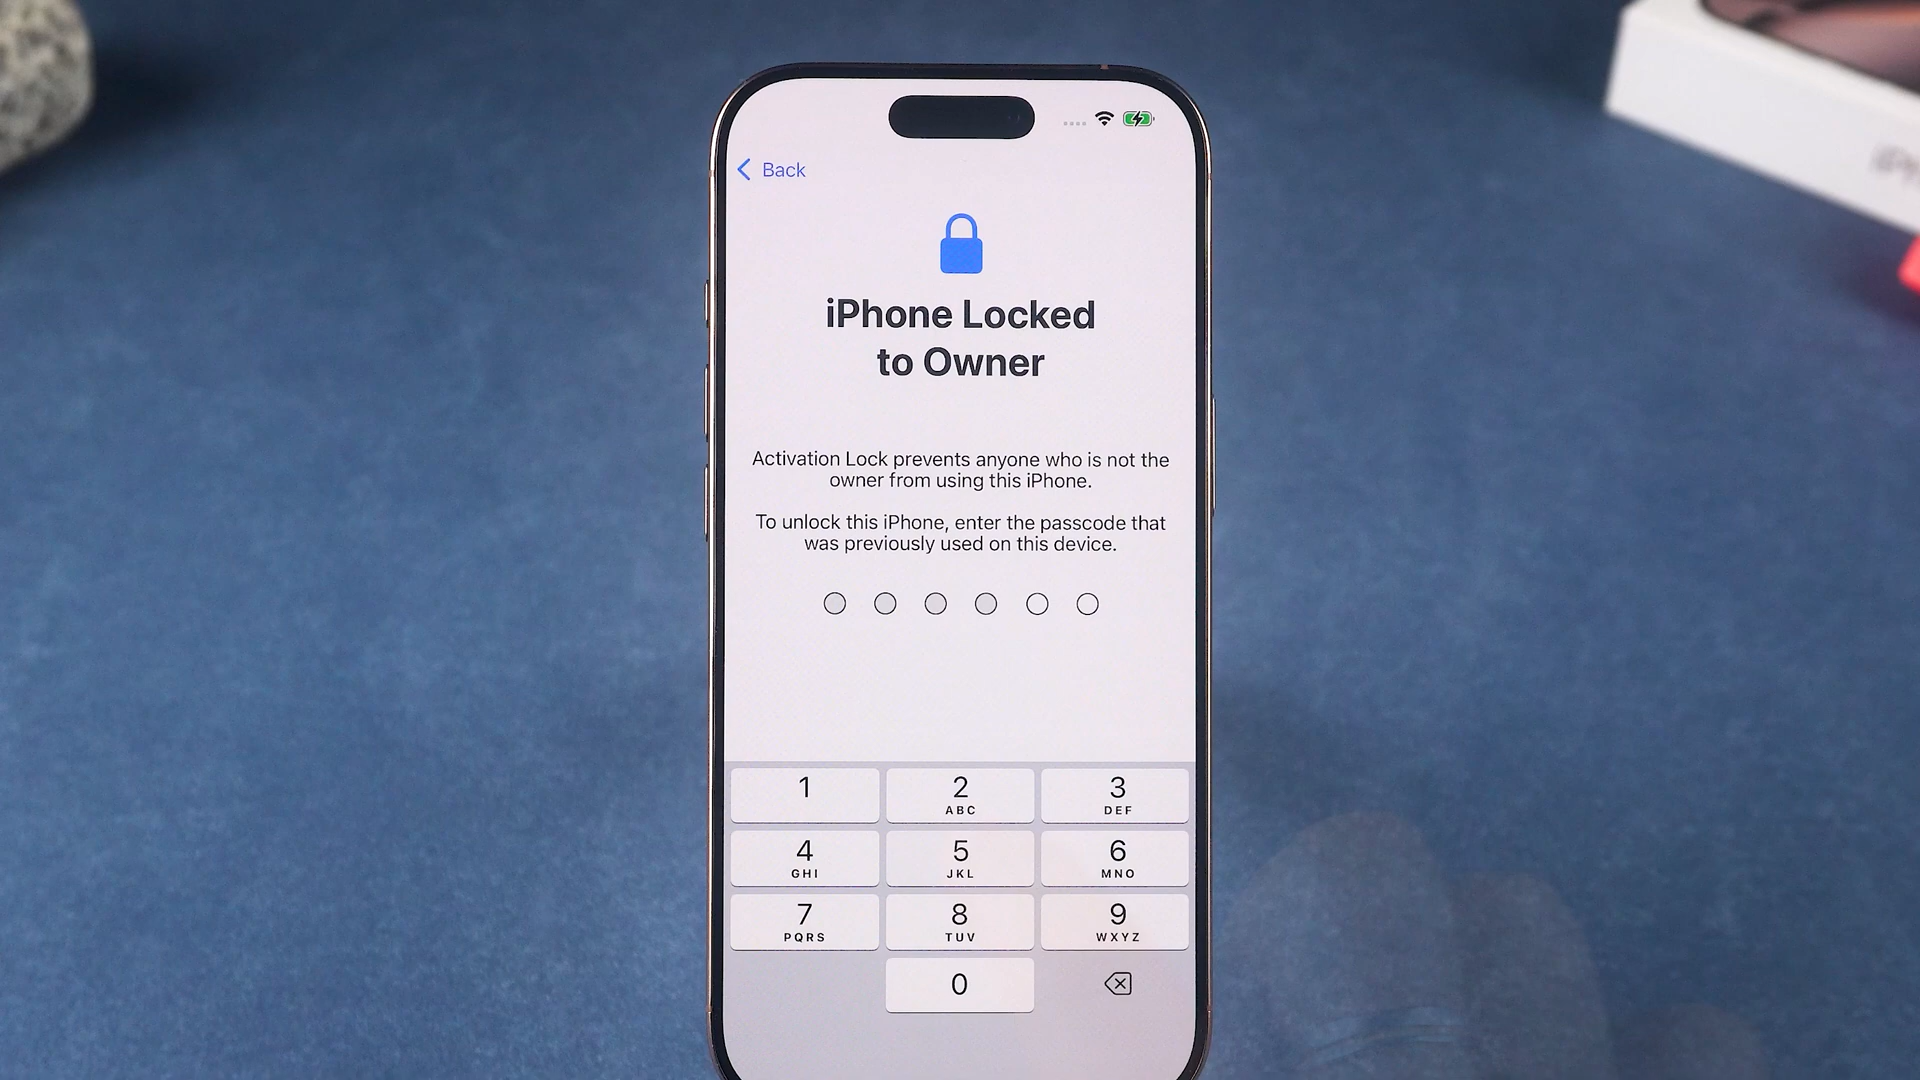 Back
iPhone Locked
to Owner
Activation Lock prevents anyone who is not the
owner from using this iPhone.
To unlock this iPhone, enter the passcode that
was previously used on this device.
1 2 3
ABC DEF
4 5 6
GHI JKL MNO
7 8 9
PQRS TUV WXYZ
0